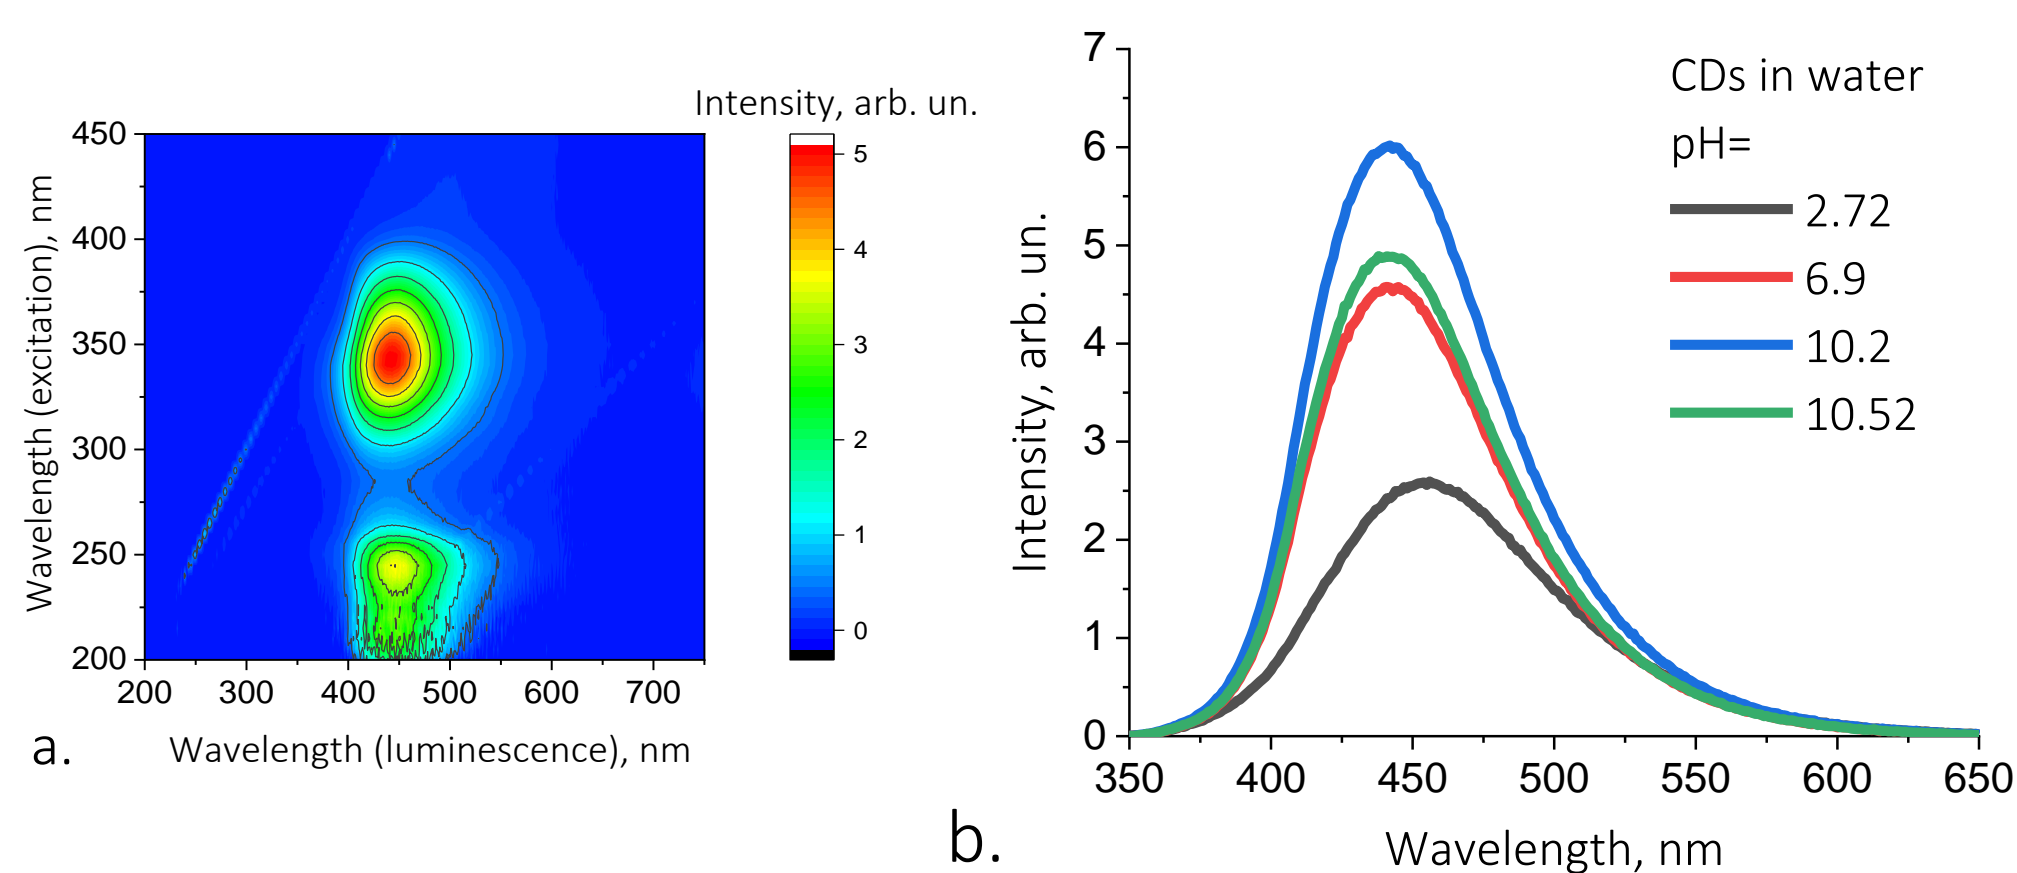 Intensity, arb. un.
450
400
350
300
250
200
Wavelength (excitation), nm
200 300 400 500 600 700
Wavelength (luminescence), nm
5
4
3
2
1
0
a.
7
6
5
4
3
2
1
0
Intensity, arb. un.
350 400 450 500 550 600 650
Wavelength, nm
CDs in water
pH=
2.72
6.9
10.2
10.52
b.